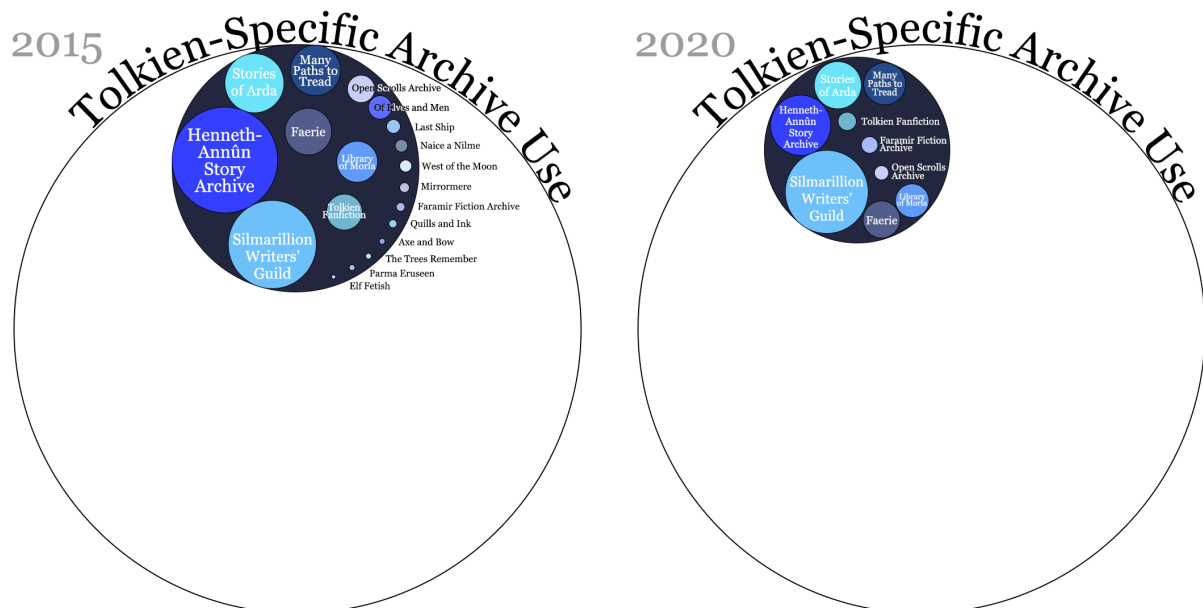 2015
Tolkien-Specific Archive Use
Many
Paths to
Tread
Stories
of Arda
Open Scrolls Archive
Of Elves and Men
Last Ship
Faerie
Henneth-
Annûn
Story
Archive
Naice a Nilme
Library
of Moria
West of the Moon
Mirrormere
Faramir Fiction Archive
Tolkien
Fanfiction
Quills and Ink
Silmarillion
Writers'
Guild
Axe and Bow
The Trees Remember
Parma Eruseen
Elf Fetish
2020
Tolkien-Specific Archive Use
Stories
of Arda
Many
Paths to
Tread
Henneth-
Annûn
Story
Archive
Tolkien Fanfiction
Faramir Fiction
Archive
Open Scrolls
Archive
Silmarillion
Writers'
Guild
Library
of Moria
Faerie